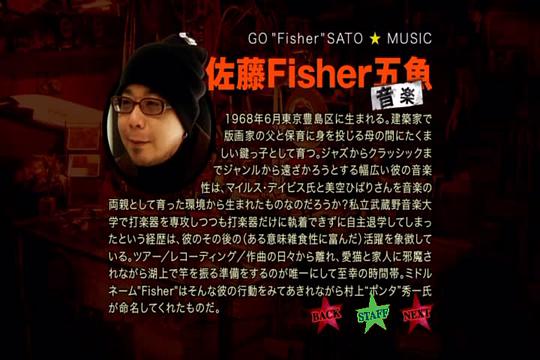 GO "Fisher"SATO ★ MUSIC
佐藤Fisher五魚
音楽
1968年6月東京豊島区に生まれる。建築家で
版画家の父と保育に身を投じる母の間にたくま
しい鍵っ子として育つ。ジャズからクラッシックま
でジャンルから遠ざかろうとする幅広い彼の音楽
性は、マイルス・デイビス氏と美空ひばりさんを音楽の
両親として育った環境から生まれたものなのだろうか?私立武蔵野音楽大
学で打楽器を専攻しつつも打楽器だけに執着できずに自主退学してしまっ
たという経歴は、彼のその後の(ある意味雑食性に富んだ)活躍を象徴してい
る。ツアー/レコーディング/作曲の日々から離れ、愛猫と家人に邪魔さ
れながら湖上で竿を振る準備をするのが唯一にして至幸の時間帯。ミドル
ネーム"Fisher"はそんな彼の行動をみてあきれながら村上"ポンタ"秀一氏
が命名してくれたものだ。
BACK STAFF NEXT